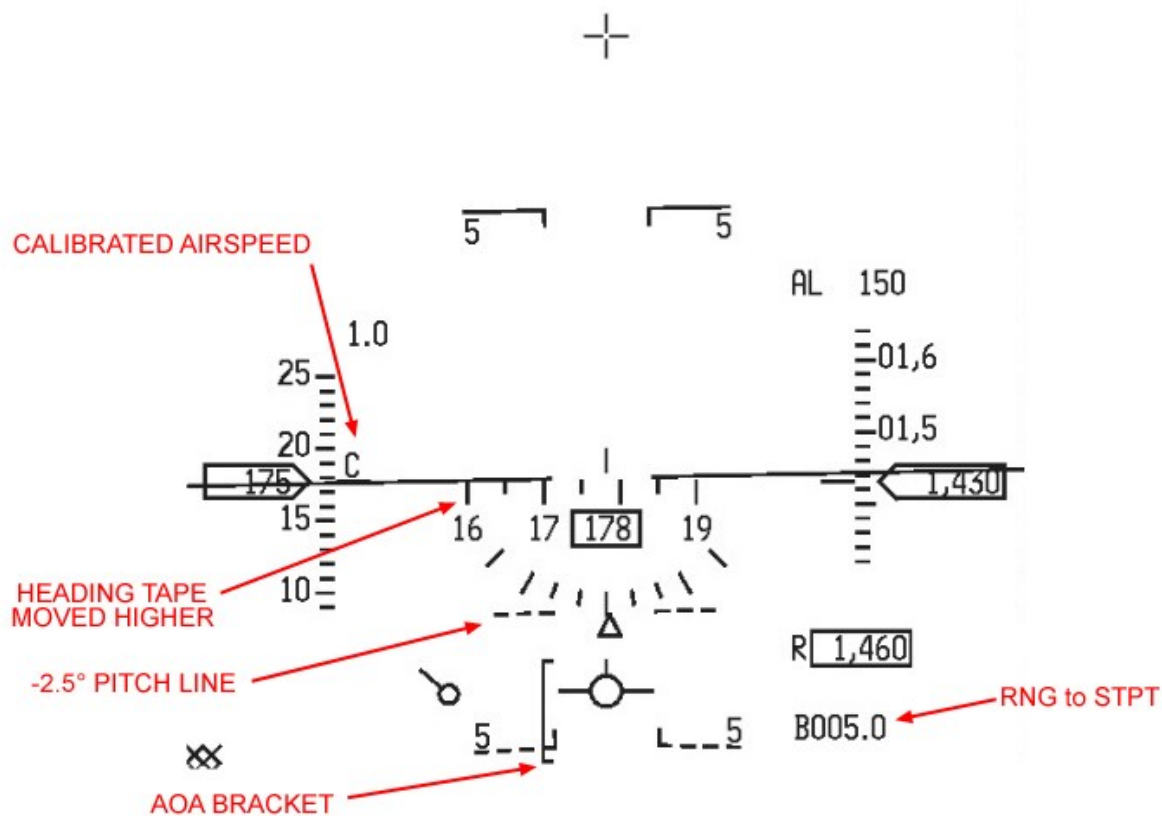 5
5
CALIBRATED AIRSPEED
AL 150
1.0
25
01,6
20
01,5
C
175
1,430
15
16 17 178 19
HEADING TAPE
MOVED HIGHER
10
-2.5° PITCH LINE
R 1,460
RNG to STPT
5
5
B005.0
AOA BRACKET